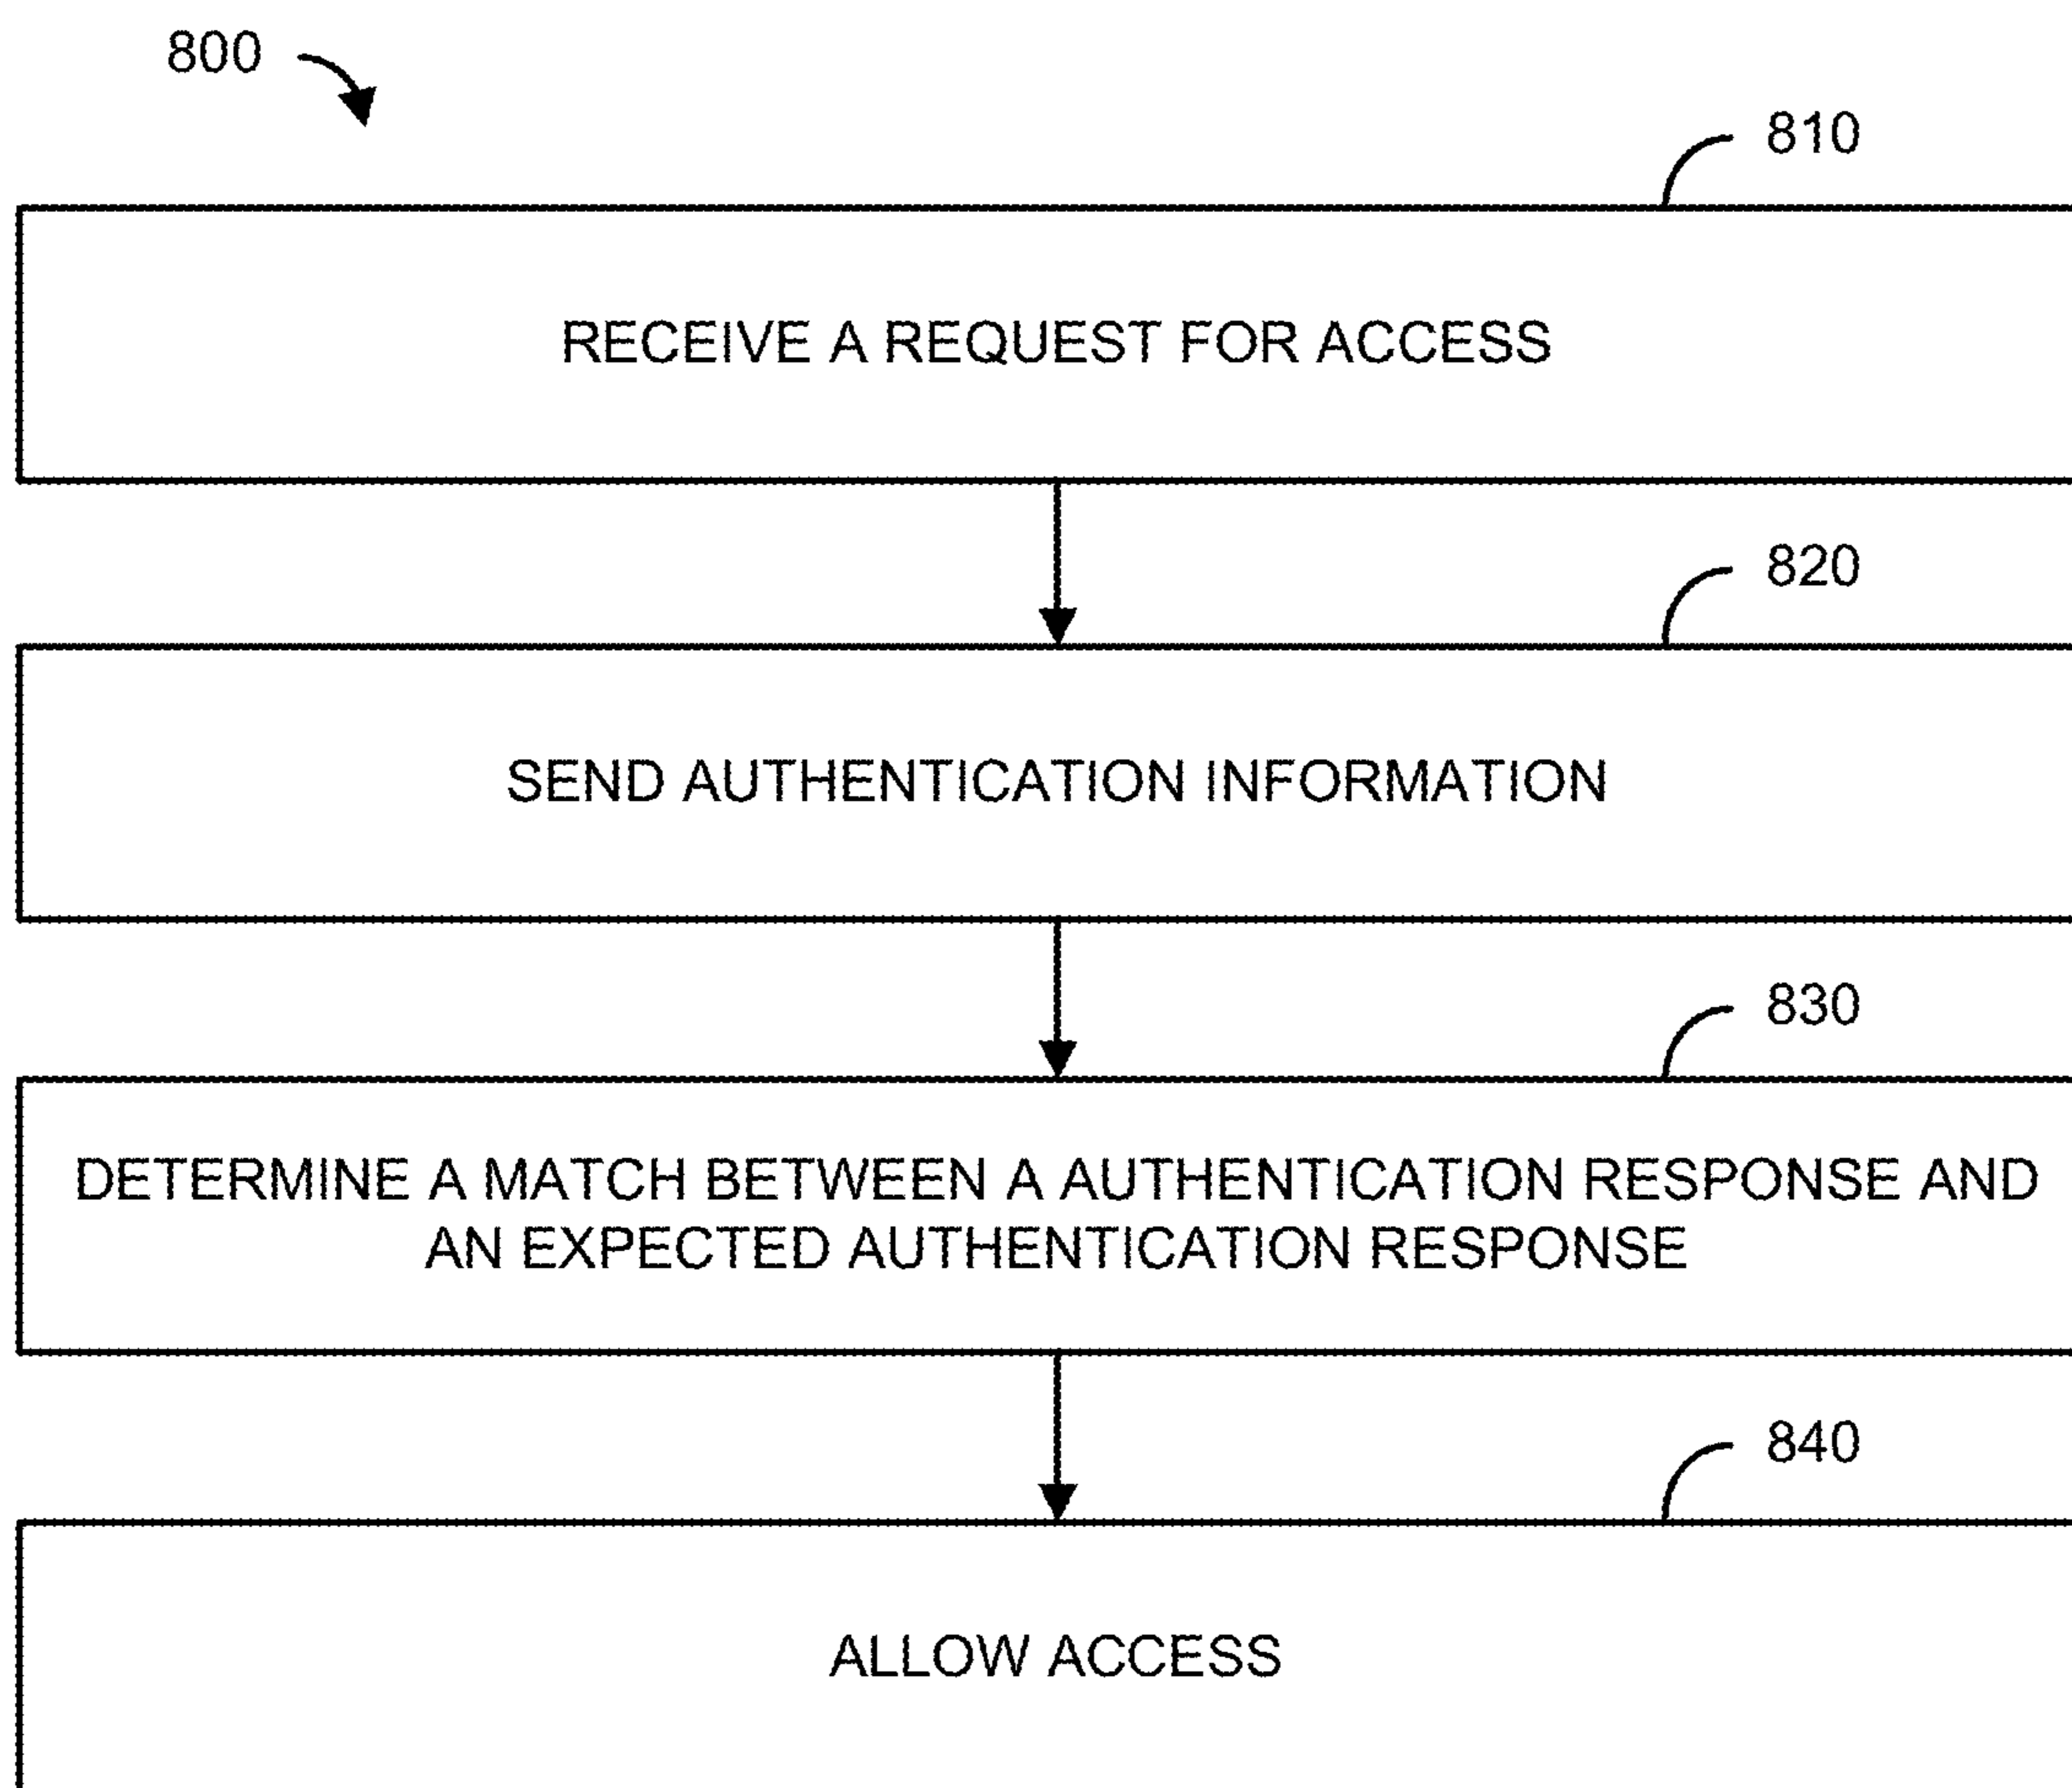 800
810
RECEIVE A REQUEST FOR ACCESS
820
SEND AUTHENTICATION INFORMATION
830
DETERMINE A MATCH BETWEEN A AUTHENTICATION RESPONSE AND
AN EXPECTED AUTHENTICATION RESPONSE
840
ALLOW ACCESS